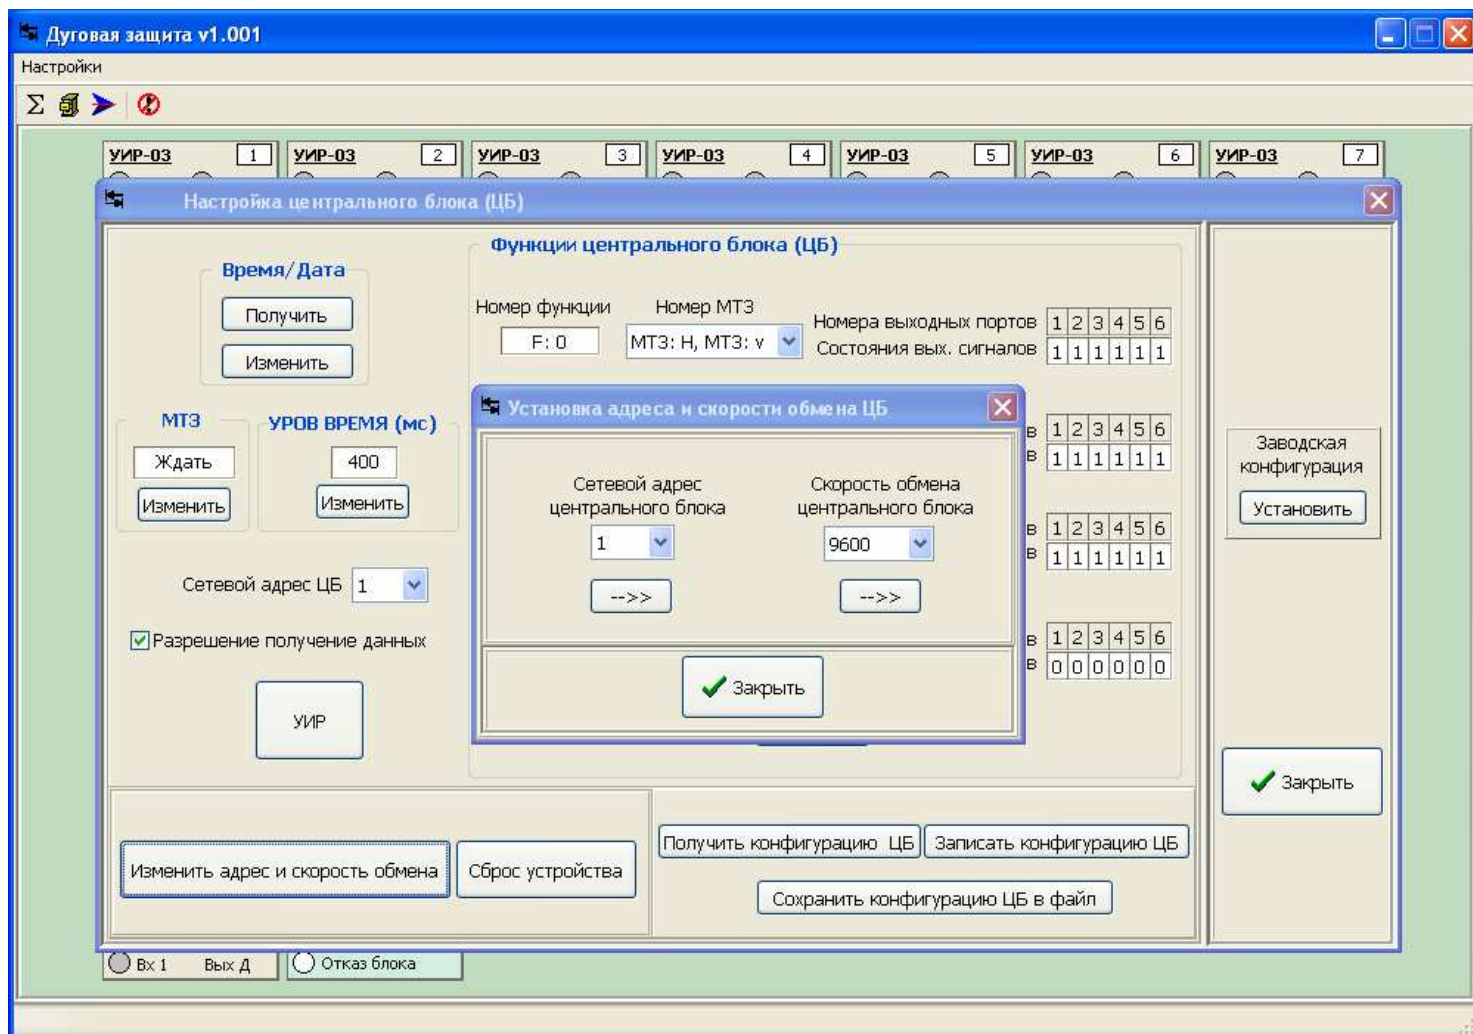 Дуговая защита v1.001
Настройки
УИР-03 1 УИР-03 2 УИР-03 3 УИР-03 4 УИР-03 5 УИР-03 6 УИР-03 7
Настройка центрального блока (ЦБ)
Функции центрального блока (ЦБ)
Время/Дата
Получить
Изменить
Номер функции
F: 0
Номер МТЗ
МТЗ: Н, МТЗ: v
Номера выходных портов 1 2 3 4 5 6
Состояния вых. сигналов 1 1 1 1 1 1
МТЗ
Ждать
Изменить
УРОВ ВРЕМЯ (мс)
400
Изменить
Установка адреса и скорости обмена ЦБ
Сетевой адрес
центрального блока
1
-->>
Скорость обмена
центрального блока
9600
-->>
Закрыть
в 1 2 3 4 5 6
в 1 1 1 1 1 1
в 1 2 3 4 5 6
в 1 1 1 1 1 1
в 1 2 3 4 5 6
в 0 0 0 0 0 0
Заводская
конфигурация
Установить
Сетевой адрес ЦБ 1
Разрешение получение данных
УИР
Закрыть
Изменить адрес и скорость обмена
Сброс устройства
Получить конфигурацию ЦБ
Записать конфигурацию ЦБ
Сохранить конфигурацию ЦБ в файл
Вх 1 Вых Д
Отказ блока